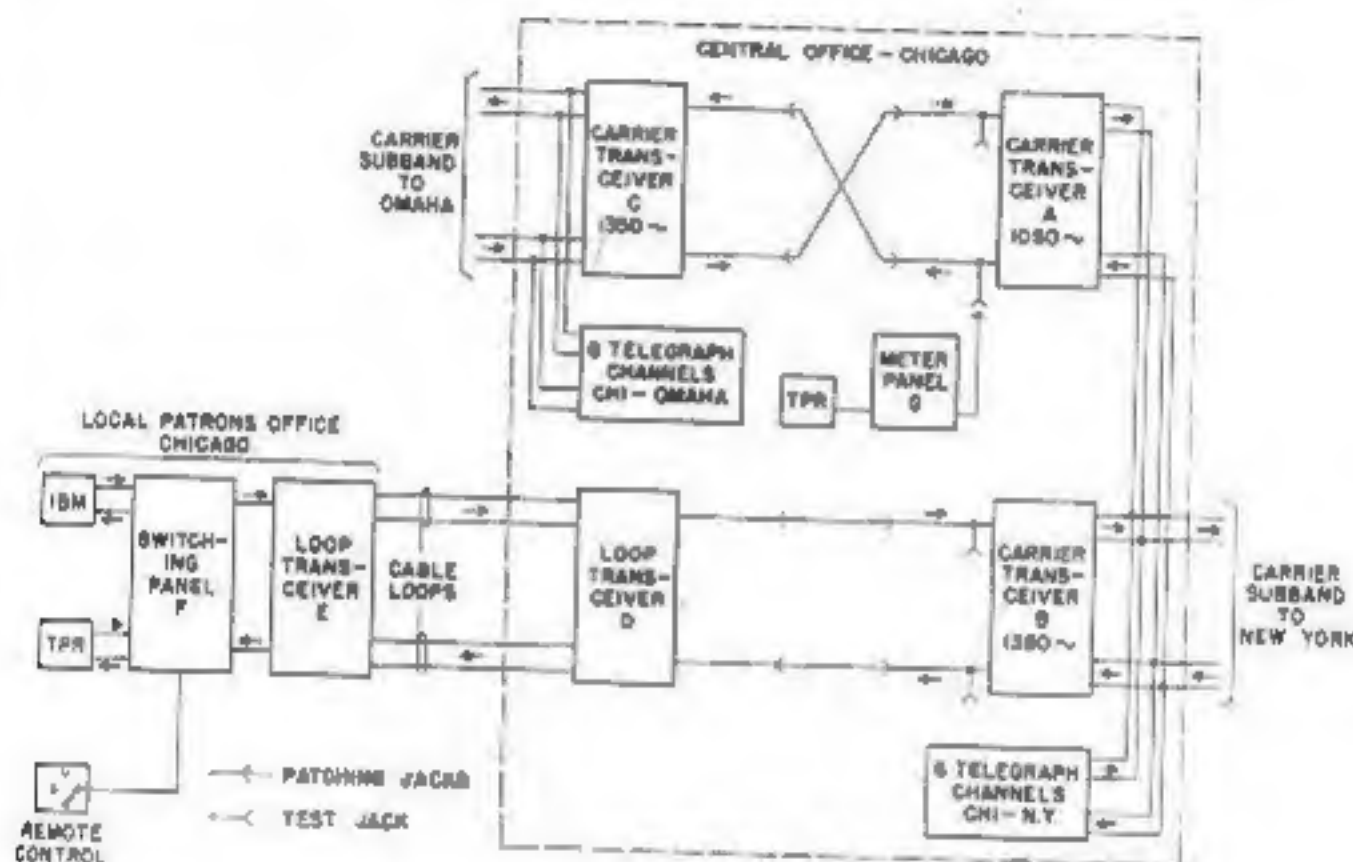 CENTRAL OFFICE - CHICAGO
CARRIER
SUBBAND
TO
OMAHA
CARRIER
TRANS-
CEIVER
C
1350~
CARRIER
TRANS-
CEIVER
A
1050~
6 TELEGRAPH
CHANNELS
CHI - OMAHA
TPR
METER
PANEL
G
LOCAL PATRONS OFFICE
CHICAGO
IBM
TPR
SWITCH-
ING
PANEL
F
LOOP
TRANS-
CEIVER
E
CABLE
LOOPS
LOOP
TRANS-
CEIVER
D
CARRIER
TRANS-
CEIVER
B
1350~
CARRIER
SUBBAND
TO
NEW YORK
6 TELEGRAPH
CHANNELS
CHI - N.Y.
REMOTE
CONTROL
PATCHING JACKS
TEST JACK